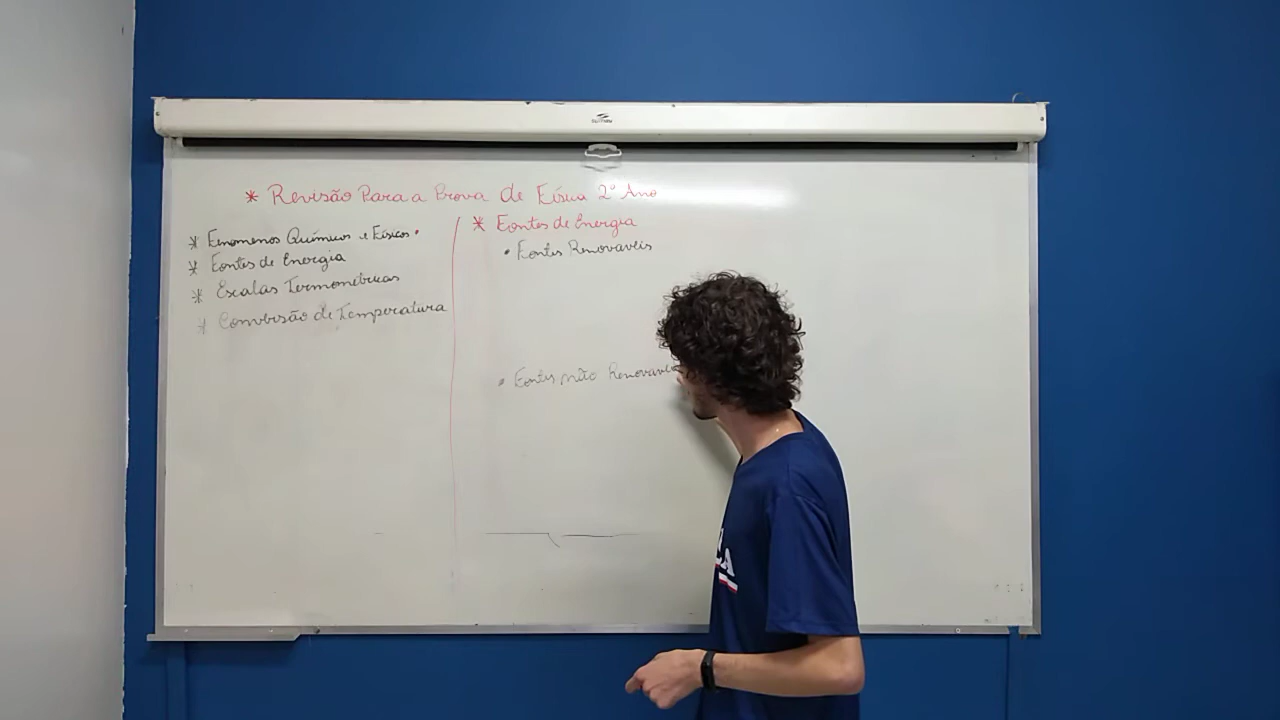 * Revisão Para a Prova de Física 2° Ano
* Fenomenos Químicos e Físicos.
* Fontes de Energia
* Escalas Termometricas
* Conversão de Temperatura
* Fontes de Energia
• Fontes Renovaveis
• Fontes não Renovaveis